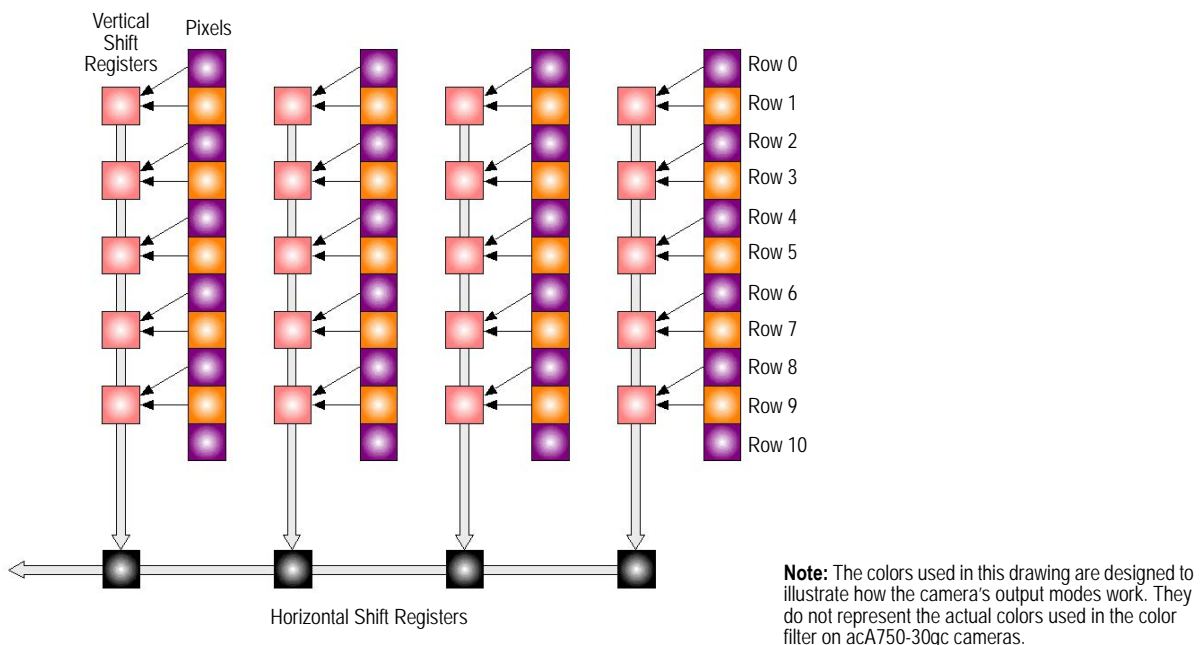 Vertical
Shift
Registers
Pixels
Row 0
Row 1
Row 2
Row 3
Row 4
Row 5
Row 6
Row 7
Row 8
Row 9
Row 10
Horizontal Shift Registers
Note: The colors used in this drawing are designed to
illustrate how the camera's output modes work. They
do not represent the actual colors used in the color
filter on acA750-30gc cameras.